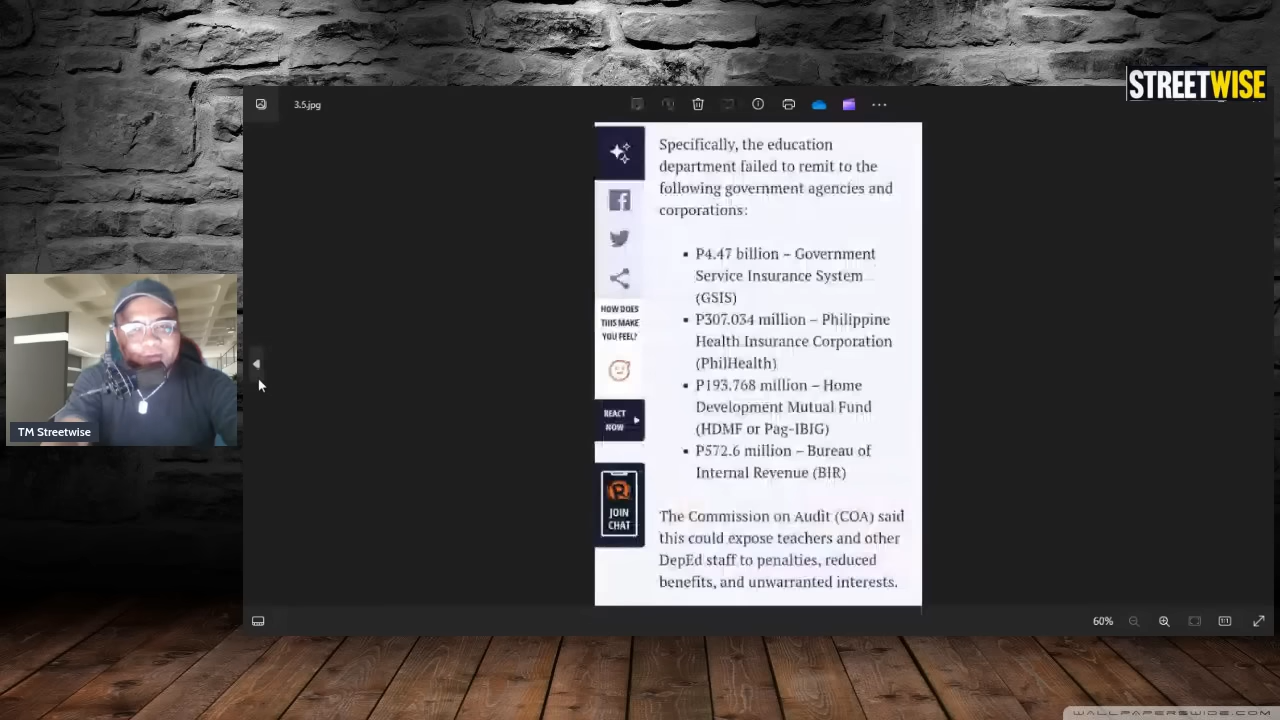 STREETWISE
3.5.jpg
Specifically, the education
department failed to remit to the
following government agencies and
corporations:
HOW DOES
THIS MAKE
YOU FEEL?
REACT
NOW
JOIN
CHAT
• P4.47 billion – Government
Service Insurance System
(GSIS)
• P307.034 million – Philippine
Health Insurance Corporation
(PhilHealth)
• P193.768 million – Home
Development Mutual Fund
(HDMF or Pag-IBIG)
• P572.6 million – Bureau of
Internal Revenue (BIR)
The Commission on Audit (COA) said
this could expose teachers and other
DepEd staff to penalties, reduced
benefits, and unwarranted interests.
TM Streetwise
60%
1:1
WALLPAPERSWIDE.COM